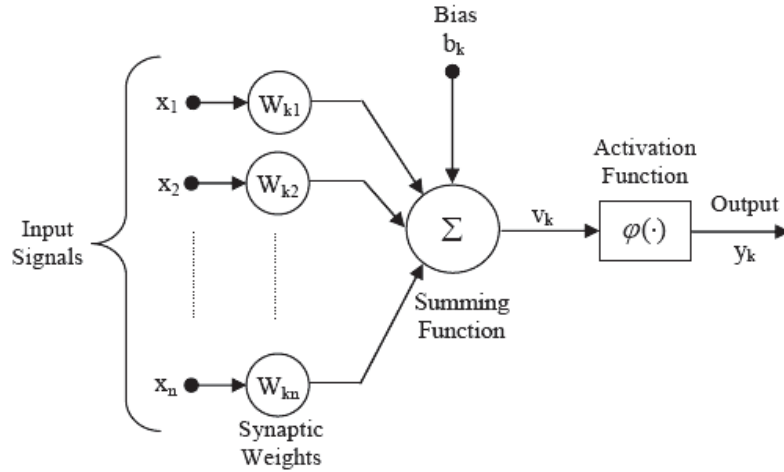 Bias
bₖ
x₁
Wₖ₁
Activation
Function
x₂
Wₖ₂
Input
Signals
Σ
vₖ
φ(·)
Output
yₖ
Summing
Function
xₙ
Wₖₙ
Synaptic
Weights